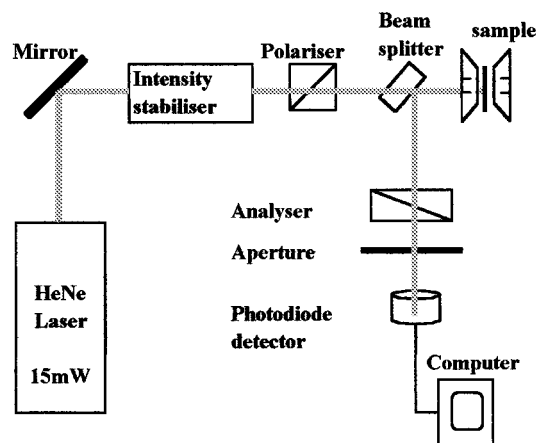 Mirror
Intensity
stabiliser
Polariser
Beam
splitter
sample
Analyser
Aperture
HeNe
Laser
15mW
Photodiode
detector
Computer